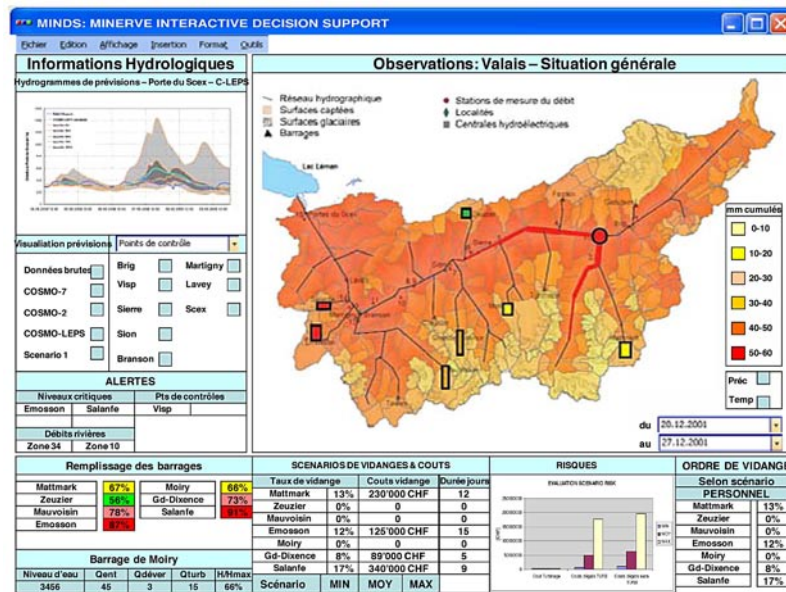 MINDS: MINERVE INTERACTIVE DECISION SUPPORT
Fichier Edition Affichage Insertion Format Outils
Informations Hydrologiques
Hydrogrammes de prévisions – Porte du Scex – C-LEPS
Visualiation prévisions Points de contrôle
Données brutes
COSMO-7
COSMO-2
COSMO-LEPS
Scenario 1
Brig Martigny
Visp Lavey
Sierre Scex
Sion
Branson
ALERTES
Niveaux critiques Pts de contrôles
Emosson Salanfe Visp
Débits rivières
Zone 34 Zone 10
Observations: Valais – Situation générale
Réseau hydrographique
Surfaces captées
Surfaces glaciaires
Barrages
Stations de mesure du débit
Localités
Centrales hydroélectriques
Lac Léman
Portes du Scex
Sierre
mm cumulés
0-10
10-20
20-30
30-40
40-50
50-60
Préc
Temp
du 20.12.2001
au 27.12.2001
Remplissage des barrages
Mattmark 67% Moiry 66%
Zeuzier 56% Gd-Dixence 73%
Mauvoisin 78% Salanfe 91%
Emosson 87%
Barrage de Moiry
Niveau d'eau Qent Qdéver Qturb H/Hmax
3456 45 3 15 66%
SCENARIOS DE VIDANGES & COUTS
Taux de vidange Couts vidange Durée jours
Mattmark 13% 230'000 CHF 12
Zeuzier 0% 0 0
Mauvoisin 0% 0 0
Emosson 12% 125'000 CHF 15
Moiry 0% 0 0
Gd-Dixence 8% 89'000 CHF 5
Salanfe 17% 340'000 CHF 9
Scénario MIN MOY MAX
RISQUES
EVALUATION SCENARIO RISK
ORDRE DE VIDANGE
Selon scénario
PERSONNEL
Mattmark 13%
Zeuzier 0%
Mauvoisin 0%
Emosson 12%
Moiry 0%
Gd-Dixence 8%
Salanfe 17%